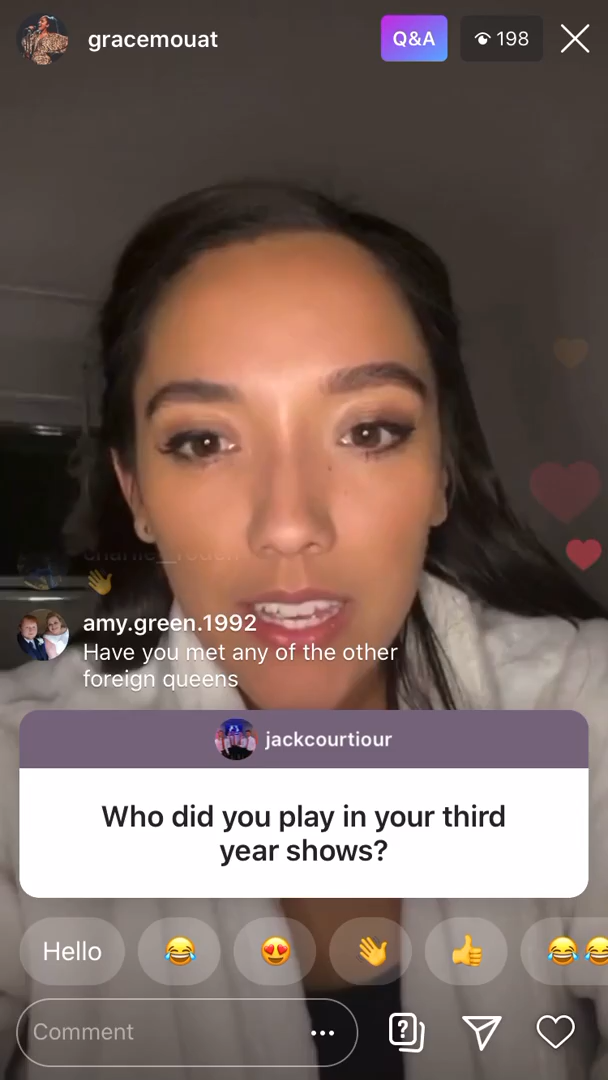 gracemouat
Q&A
198
amy.green.1992
Have you met any of the other
foreign queens
jackcourtiour
Who did you play in your third
year shows?
Hello
Comment